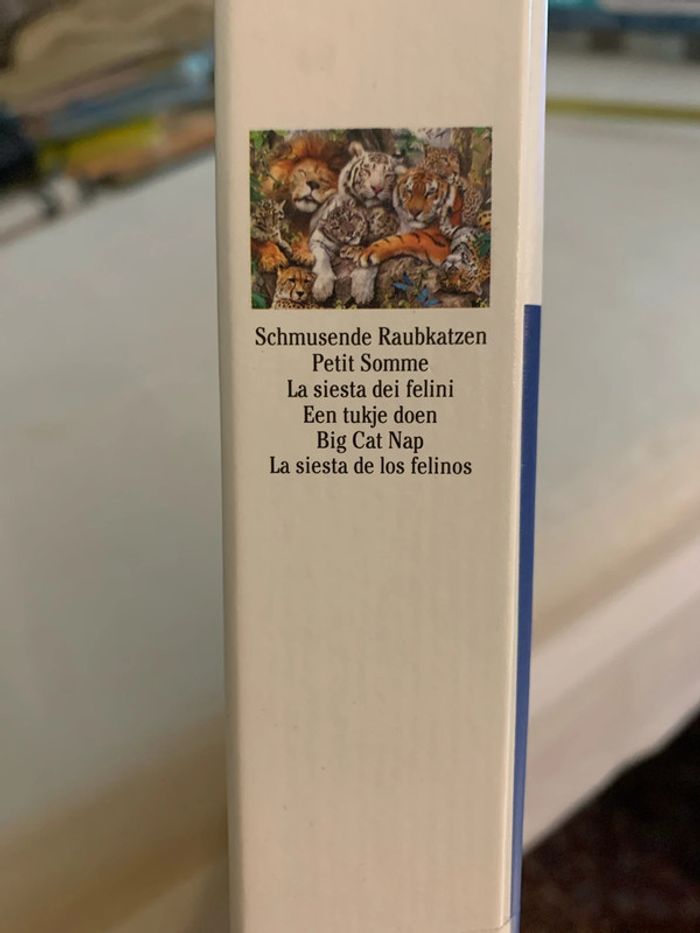 Schmusende Raubkatzen
Petit Somme
La siesta dei felini
Een tukje doen
Big Cat Nap
La siesta de los felinos